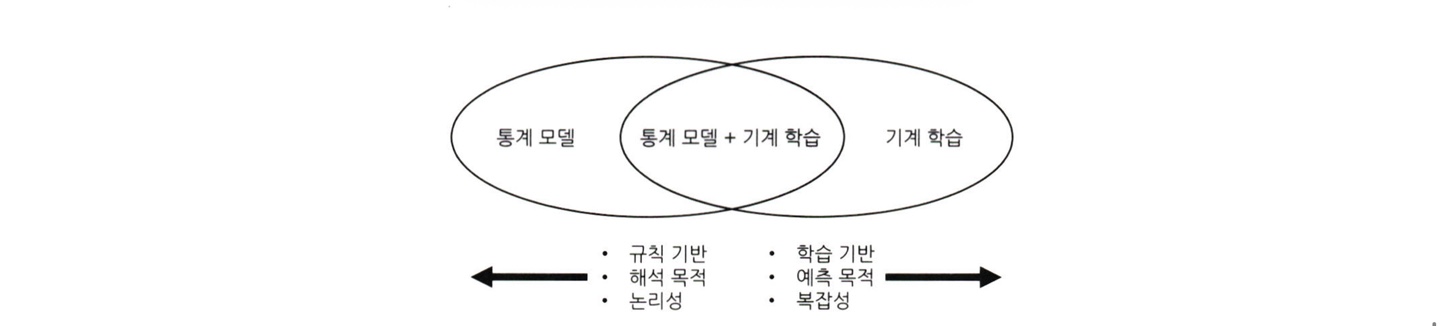 통계 모델
통계 모델 + 기계 학습
기계 학습
• 규칙 기반
• 해석 목적
• 논리성
• 학습 기반
• 예측 목적
• 복잡성